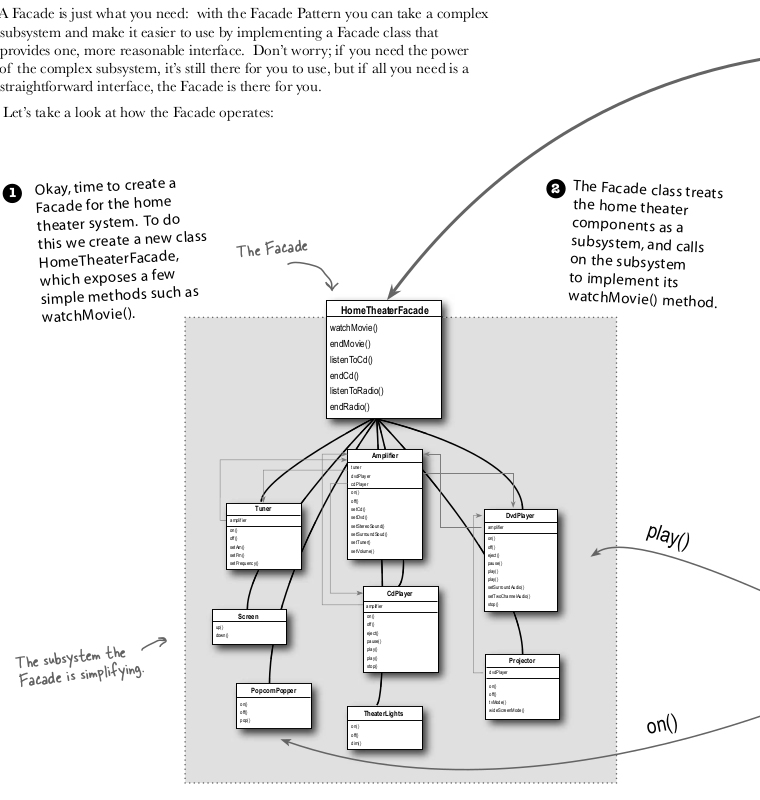 A Facade is just what you need:  with the Facade Pattern you can take a complex
subsystem and make it easier to use by implementing a Facade class that
provides one, more reasonable interface.  Don't worry; if you need the power
of the complex subsystem, it's still there for you to use, but if all you need is a
straightforward interface, the Facade is there for you.
Let's take a look at how the Facade operates:
1
Okay, time to create a
Facade for the home
theater system. To do
this we create a new class
HomeTheaterFacade,
which exposes a few
simple methods such as
watchMovie().
The Facade
2
The Facade class treats
the home theater
components as a
subsystem, and calls
on the subsystem
to implement its
watchMovie() method.
HomeTheaterFacade
watchMovie()
endMovie()
listenToCd()
endCd()
listenToRadio()
endRadio()
Amplifier
tuner
dvdPlayer
cdPlayer
on()
off()
setCd()
setDvd()
setStereoSound()
setSurroundSoud()
setTuner()
setVolume()
Tuner
amplifier
on()
off()
setAm()
setFm()
setFrequency()
DvdPlayer
amplifier
on()
off()
eject()
pause()
play()
play()
setSurroundAudio()
setTwoChannelAudio()
stop()
play()
CdPlayer
amplifier
on()
off()
eject()
pause()
play()
play()
stop()
Screen
up()
down()
The subsystem the
Facade is simplifying.
Projector
dvdPlayer
on()
off()
tvMode()
wideScreenMode()
PopcornPopper
on()
off()
pop()
TheaterLights
on()
off()
dim()
on()